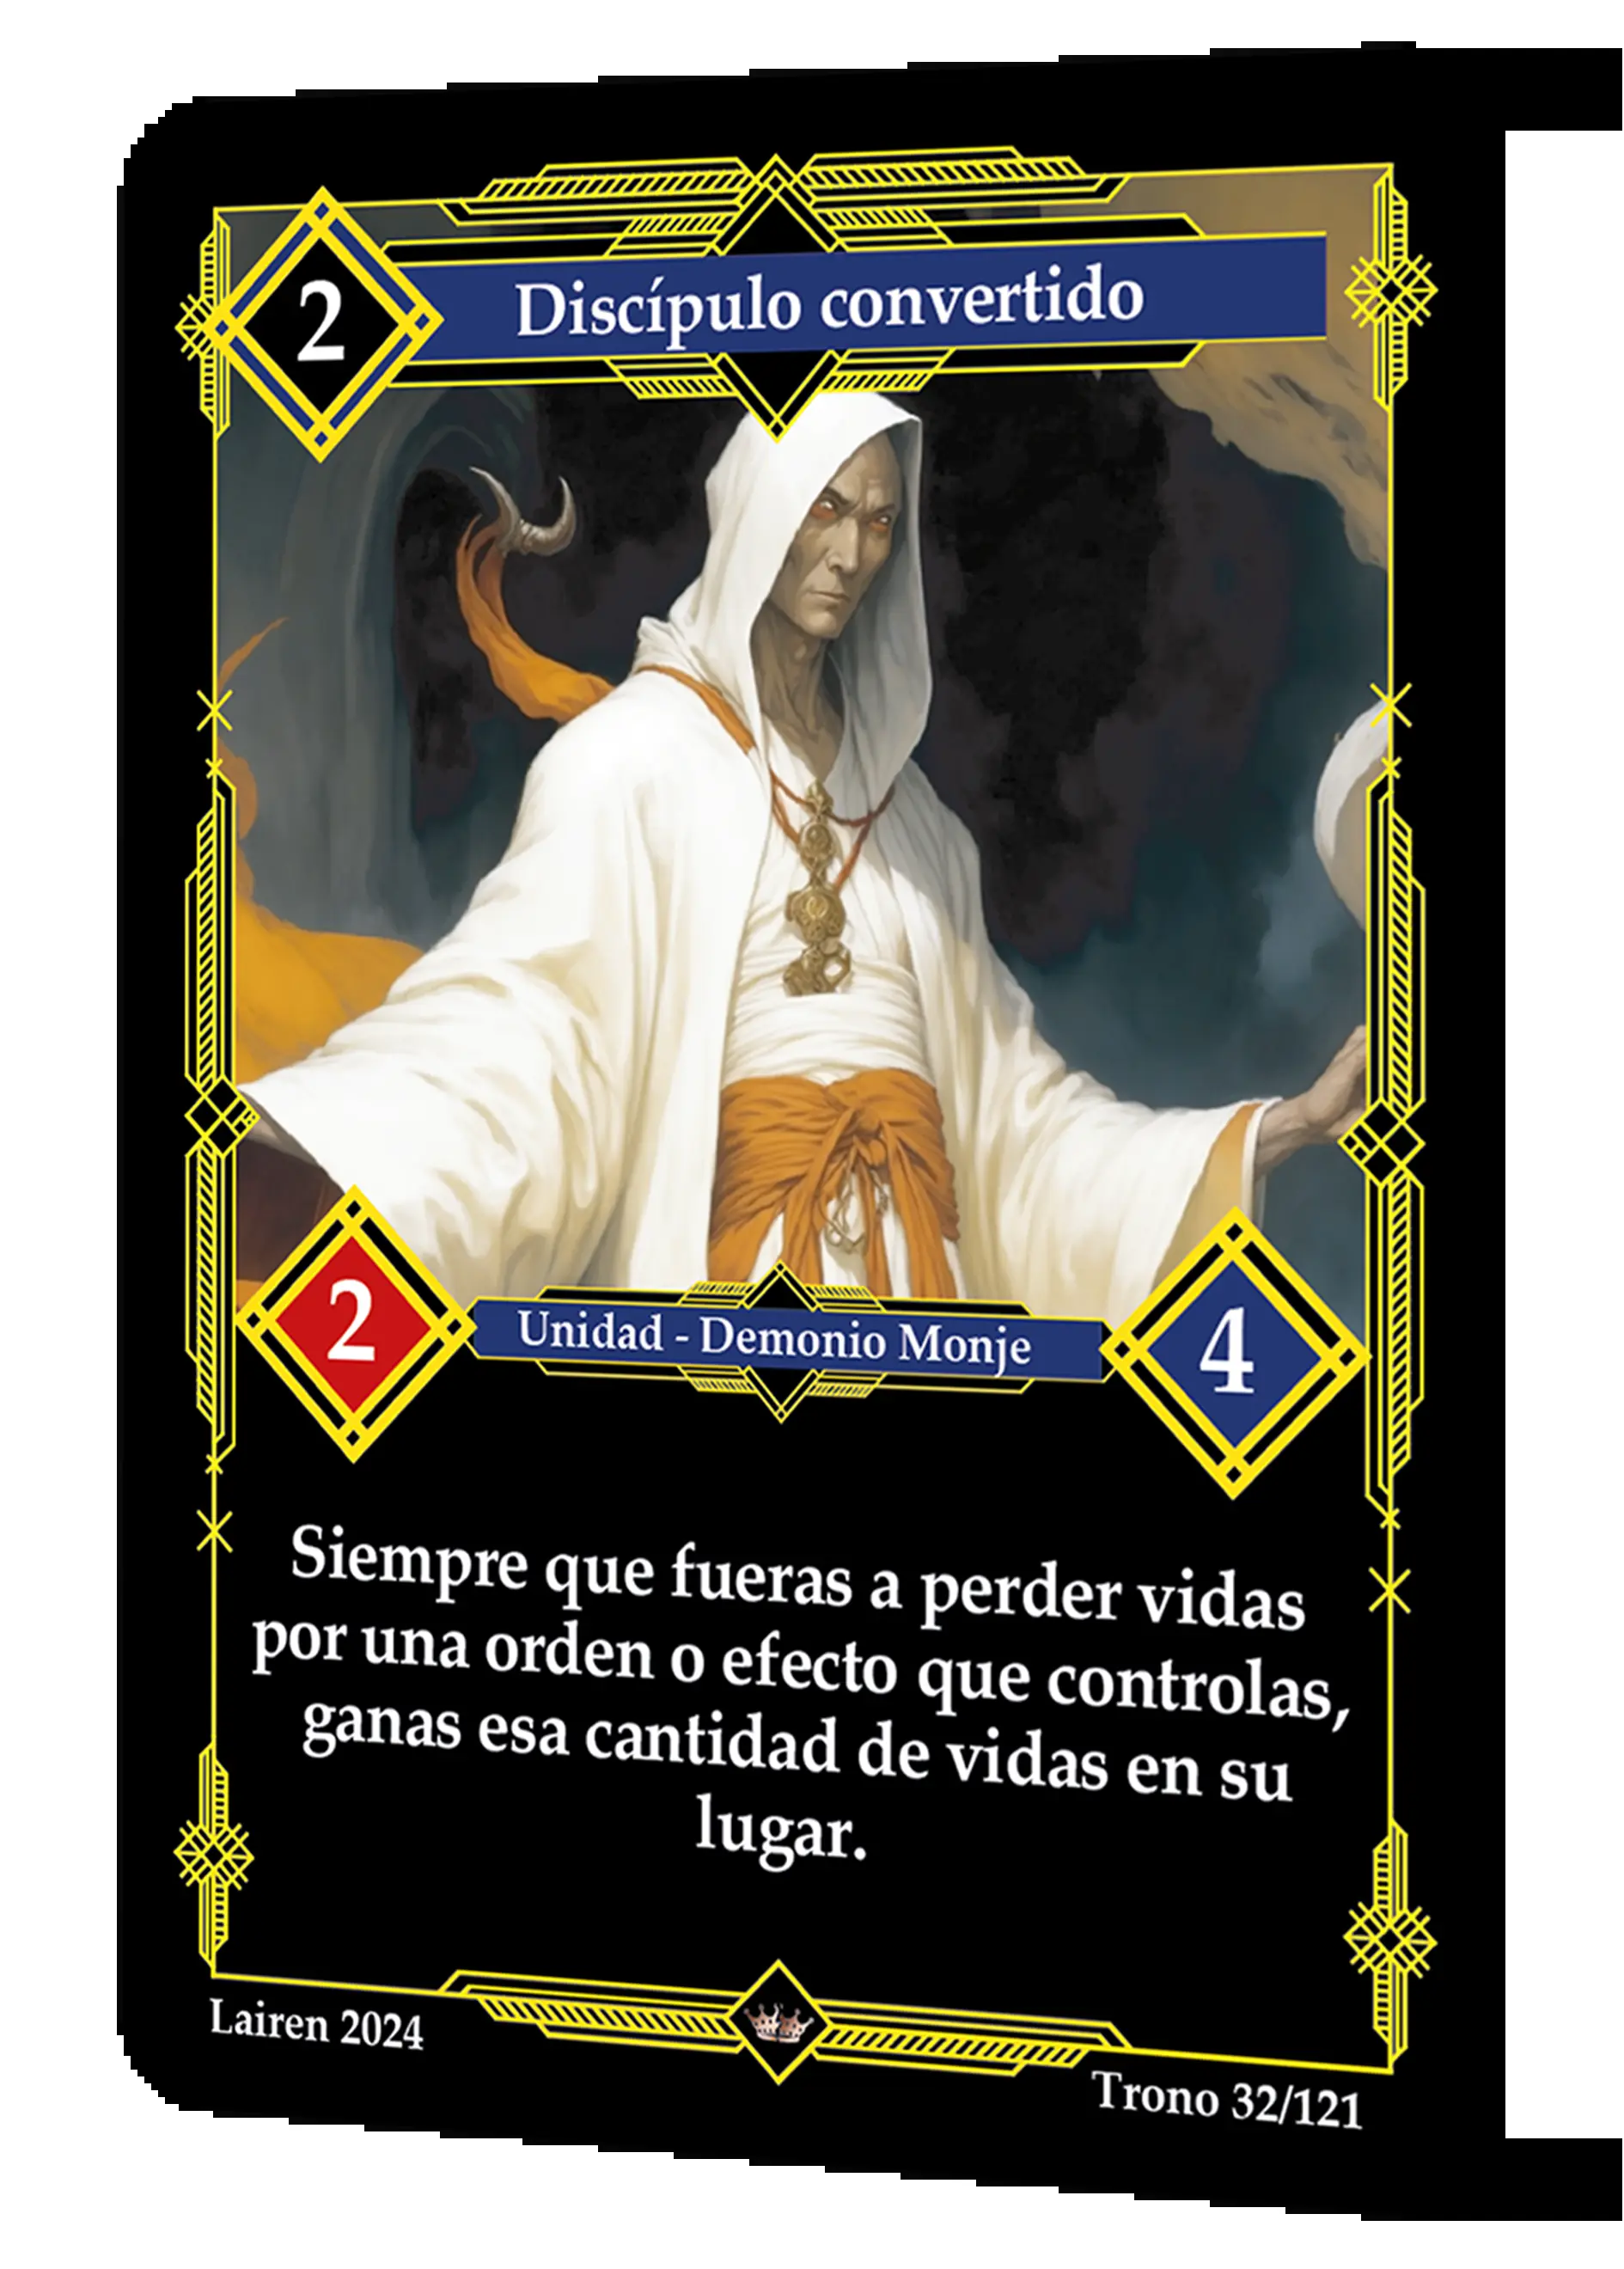 2
Discípulo convertido
2
Unidad - Demonio Monje
4
Siempre que fueras a perder vidas
por una orden o efecto que controlas,
ganas esa cantidad de vidas en su
lugar.
Lairen 2024
Trono 32/121